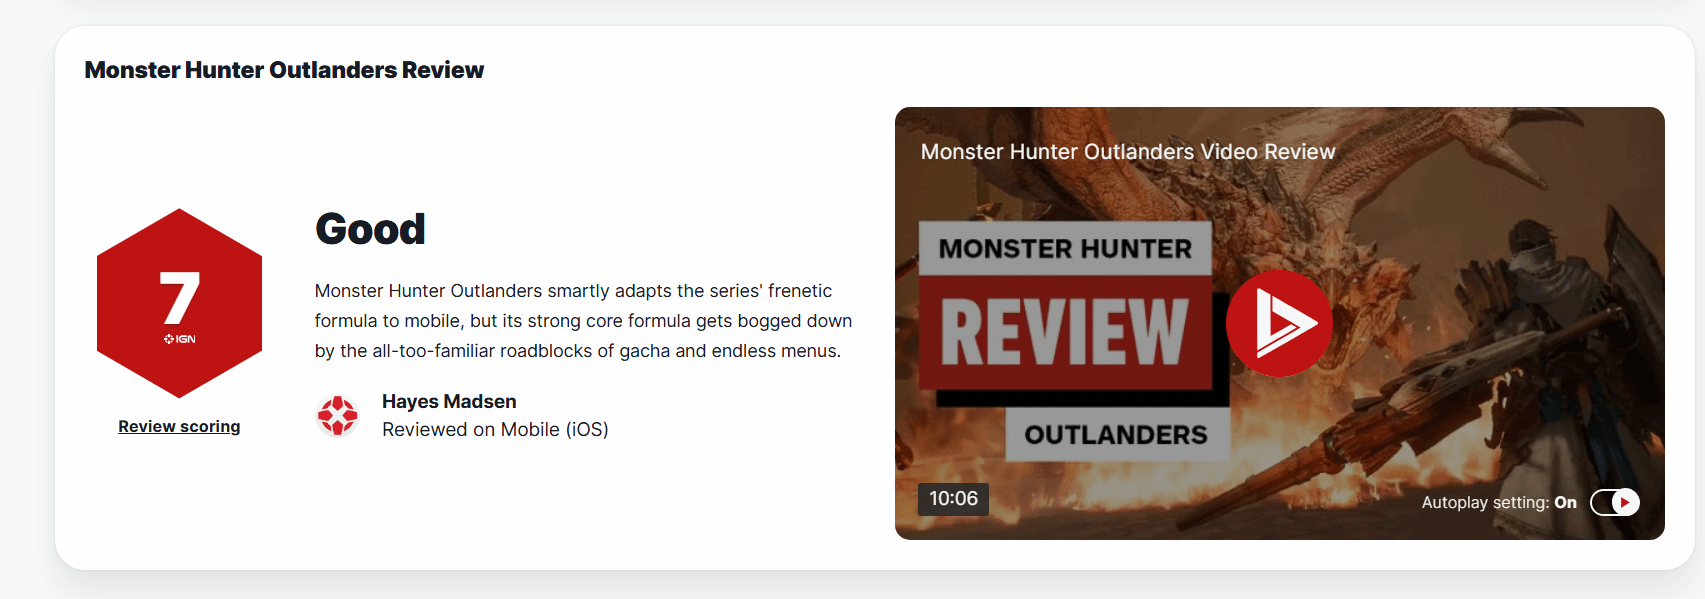 Monster Hunter Outlanders Review
7
IGN
Review scoring
Good
Monster Hunter Outlanders smartly adapts the series' frenetic
formula to mobile, but its strong core formula gets bogged down
by the all-too-familiar roadblocks of gacha and endless menus.
Hayes Madsen
Reviewed on Mobile (iOS)
Monster Hunter Outlanders Video Review
MONSTER HUNTER
REVIEW
OUTLANDERS
10:06
Autoplay setting: On